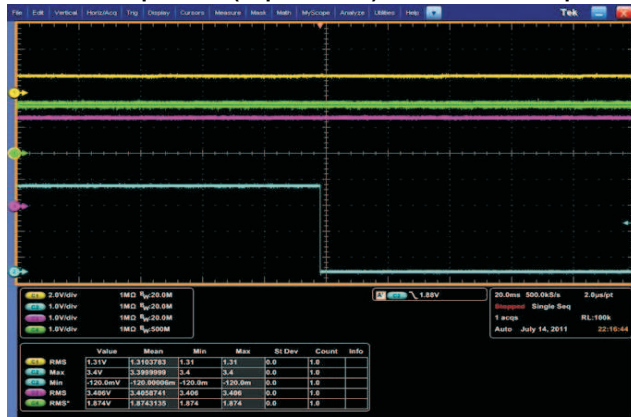 File Edit Vertical Horiz/Acq Trig Display Cursors Measure Mask Math MyScope Analyze Utilities Help Tek
C1 2.0V/div 1MΩ BW:20.0M
1.0V/div 1MΩ BW:20.0M
1.0V/div 1MΩ BW:20.0M
C4 1.0V/div 1MΩ BW:500M
A' 1.88V
20.0ms 500.0kS/s 2.0µs/pt
Stopped Single Seq
1 acqs RL:100k
Auto July 14, 2011 22:16:44
Value Mean Min Max St Dev Count Info
C1 RMS 1.31V 1.3103783 1.31 1.31 0.0 1.0
Max 3.4V 3.3999999 3.4 3.4 0.0 1.0
Min -120.0mV -120.00006m -120.0m -120.0m 0.0 1.0
RMS 3.406V 3.4058741 3.406 3.406 0.0 1.0
C4 RMS* 1.874V 1.8743135 1.874 1.874 0.0 1.0